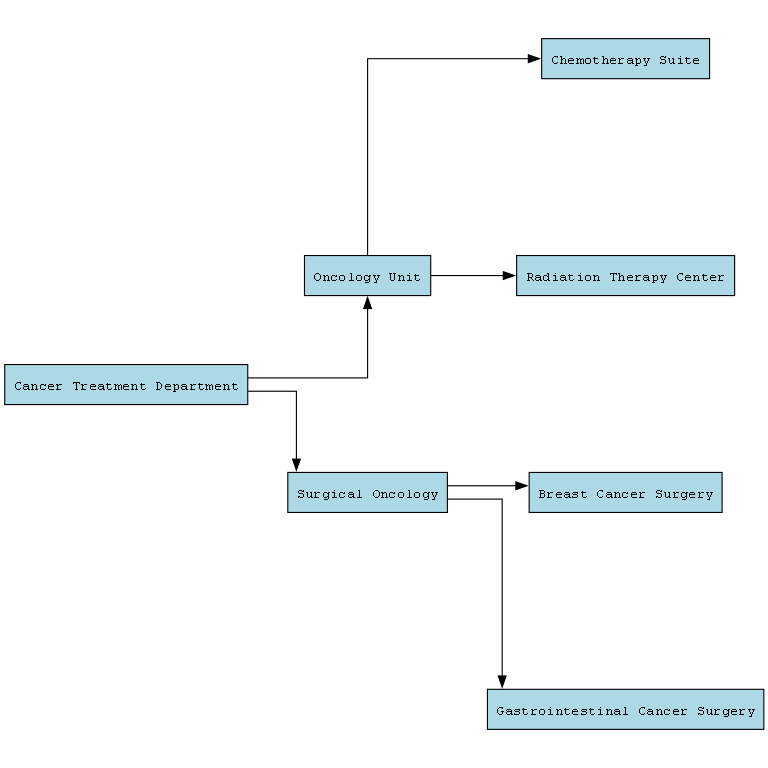 Chemotherapy Suite
Oncology Unit
Radiation Therapy Center
Cancer Treatment Department
Surgical Oncology
Breast Cancer Surgery
Gastrointestinal Cancer Surgery